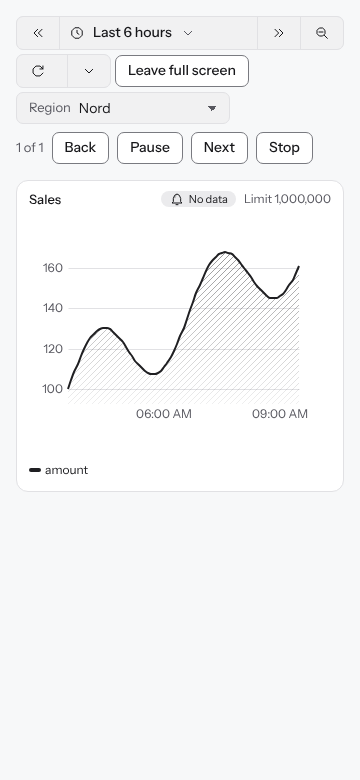 Last 6 hours
Leave full screen
Region Nord
1 of 1 Back Pause Next Stop
Sales No data Limit 1,000,000
160
140
120
100
06:00 AM 09:00 AM
amount